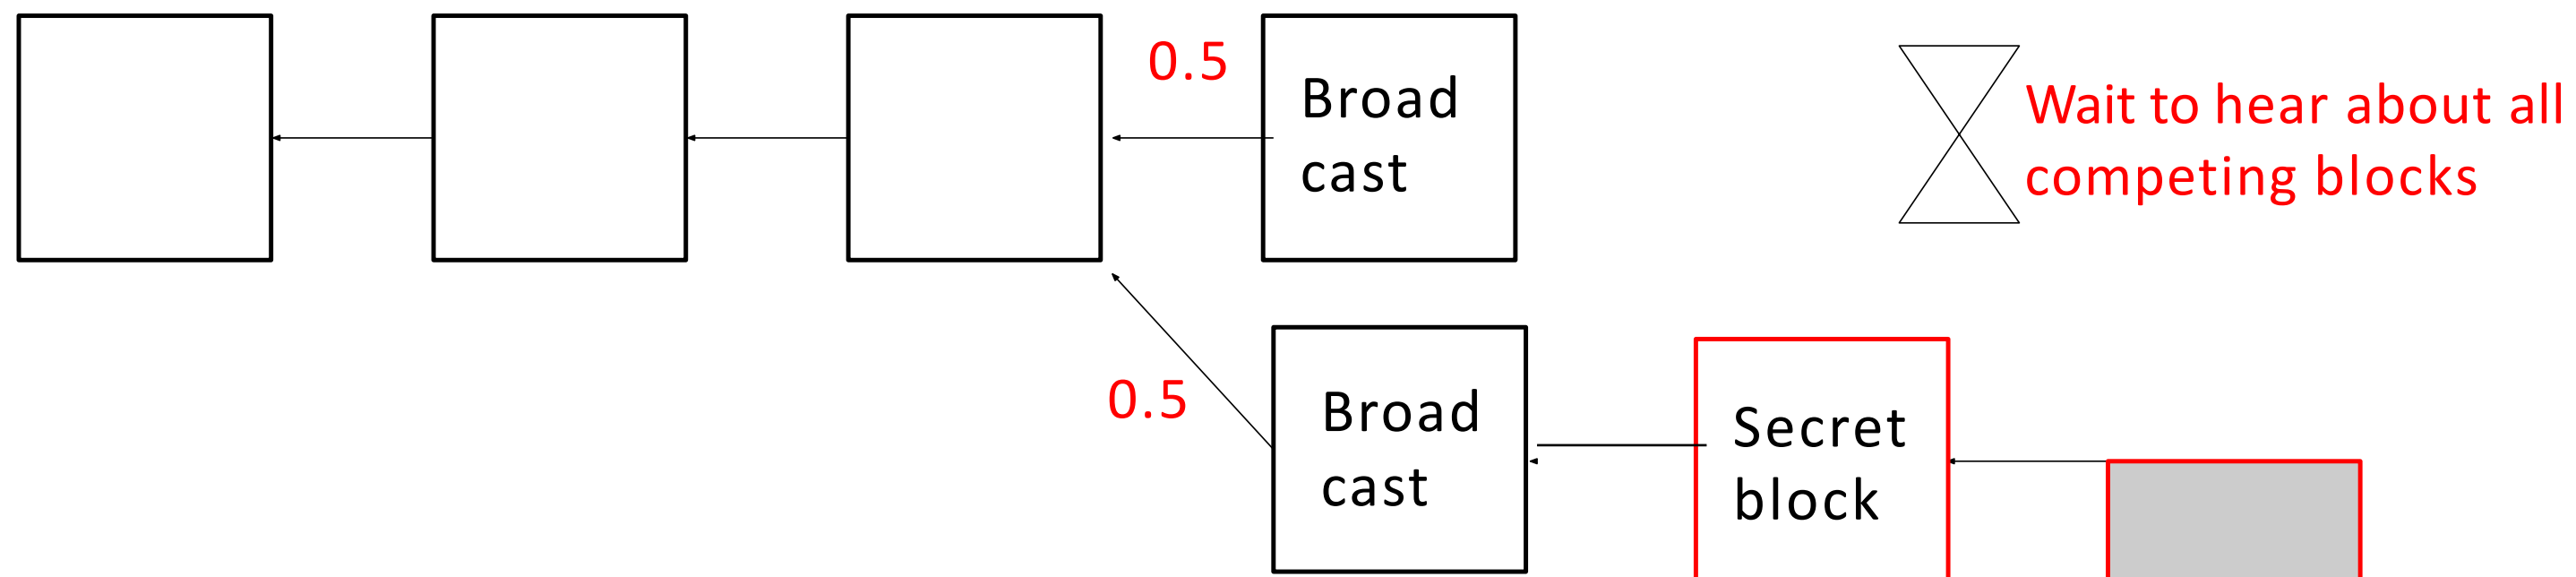 0.5
Broad
cast
Wait to hear about all
competing blocks
0.5
Broad
cast
Secret
block